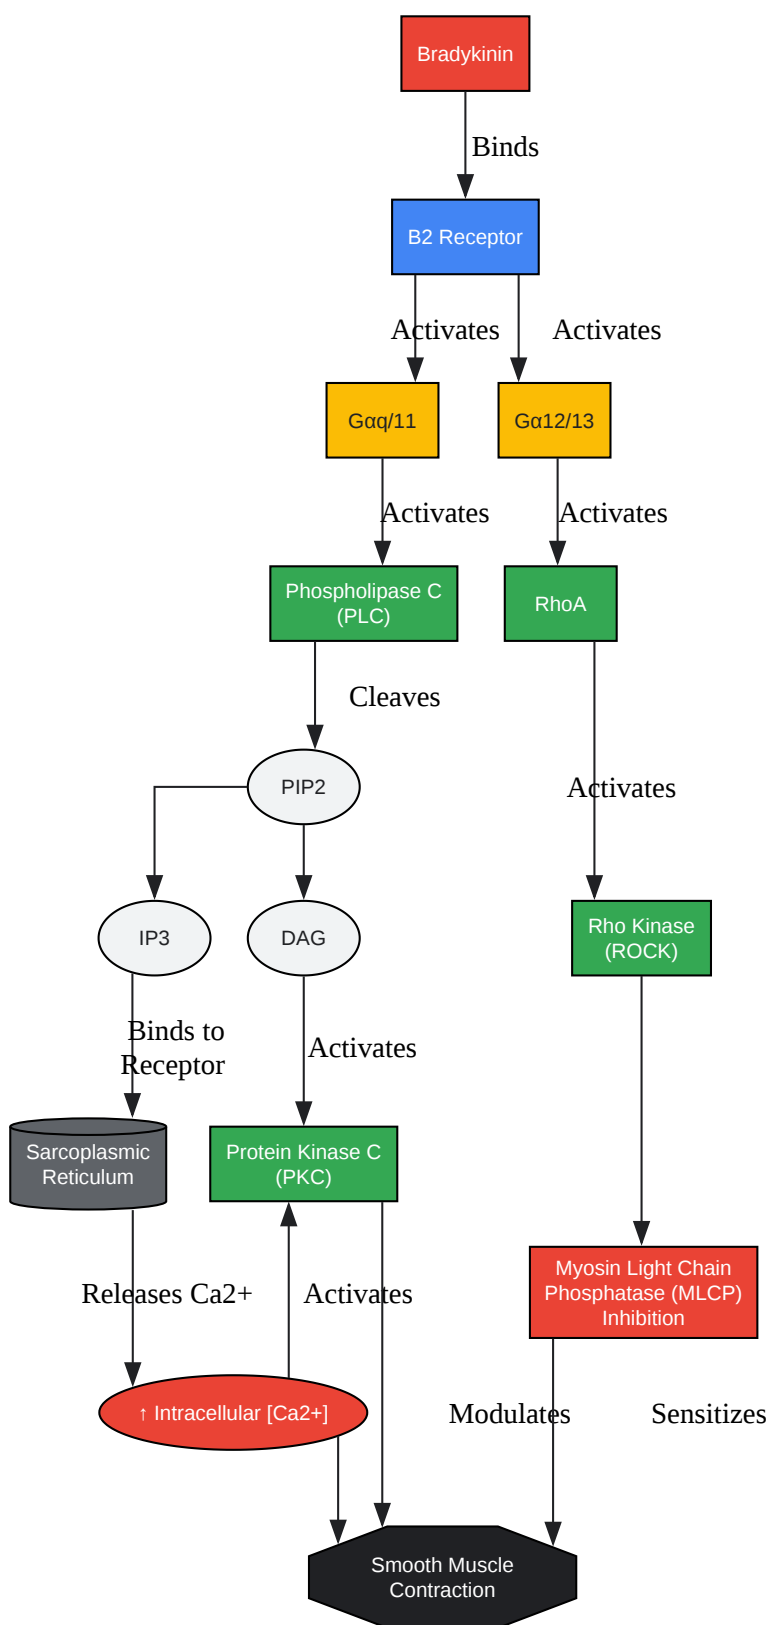 Bradykinin
Binds
B2 Receptor
Activates
Activates
Gαq/11
Gα12/13
Activates
Activates
Phospholipase C
(PLC)
RhoA
Cleaves
PIP2
Activates
IP3
DAG
Rho Kinase
(ROCK)
Binds to
Receptor
Activates
Sarcoplasmic
Reticulum
Protein Kinase C
(PKC)
Releases Ca2+
Activates
Myosin Light Chain
Phosphatase (MLCP)
Inhibition
↑ Intracellular [Ca2+]
Modulates
Sensitizes
Smooth Muscle
Contraction